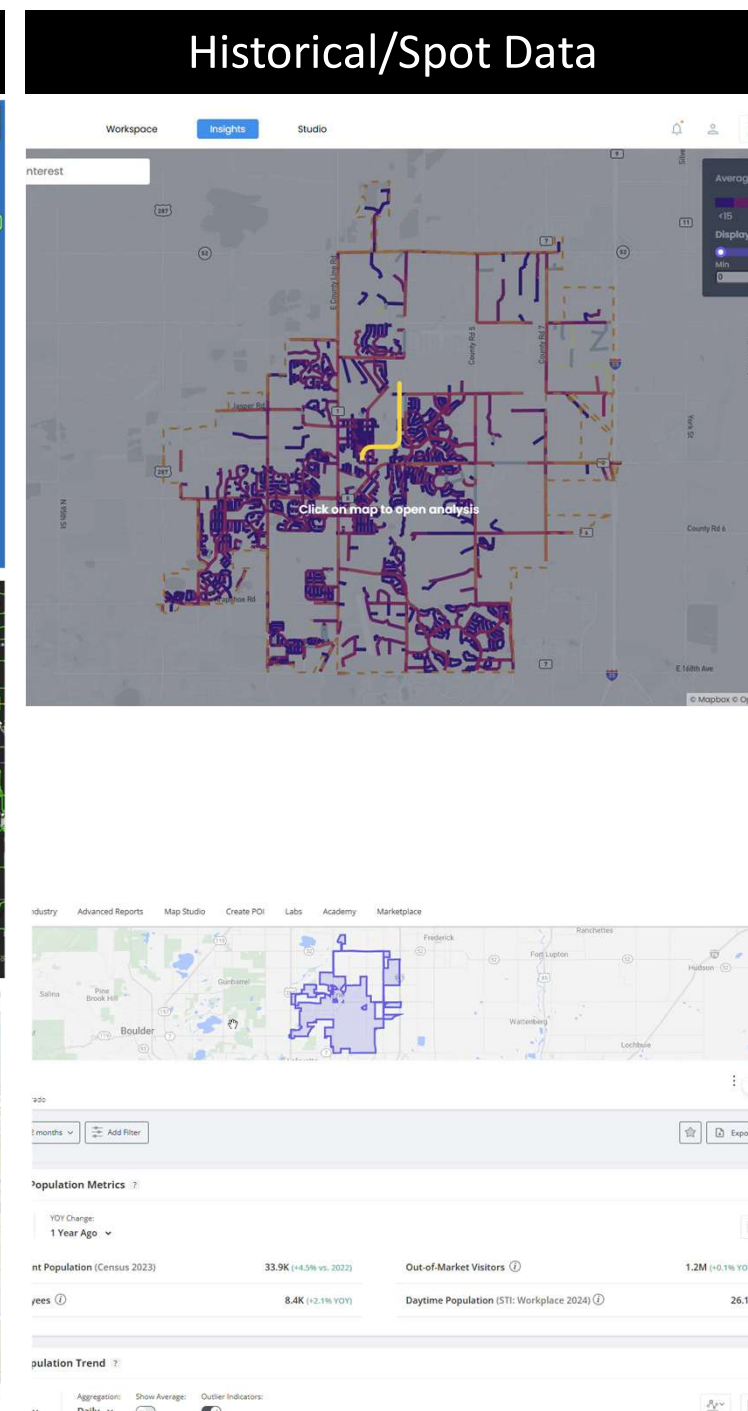 Historical/Spot Data
Workspace Insights Studio
nterest
Averag
<15
Display
Min
0
287
52
9
11
7
52
E County Line Rd
County Rd 5
County Rd 7
Jasper Rd
1
York St
287
N 95th St
Click on map to open analysis
County Rd 6
7
E 168th Ave
© Mapbox © Op
ndustry Advanced Reports Map Studio Create POI Labs Academy Marketplace
Ranchettes
Frederick
Fort Lupton
52
Hudson
Gunbarrel
Salina
Pine
Brook Hill
Boulder
Wattenberg
Lochbuie
7
rado
months
Add Filter
Expo
Population Metrics ?
YOY Change:
1 Year Ago
nt Population (Census 2023) 33.9K (+4.5% vs. 2022) Out-of-Market Visitors 1.2M (+0.1% YO
yees 8.4K (+2.1% YOY) Daytime Population (STI: Workplace 2024) 26.1
pulation Trend ?
Aggregation: Show Average: Outlier Indicators:
Daily